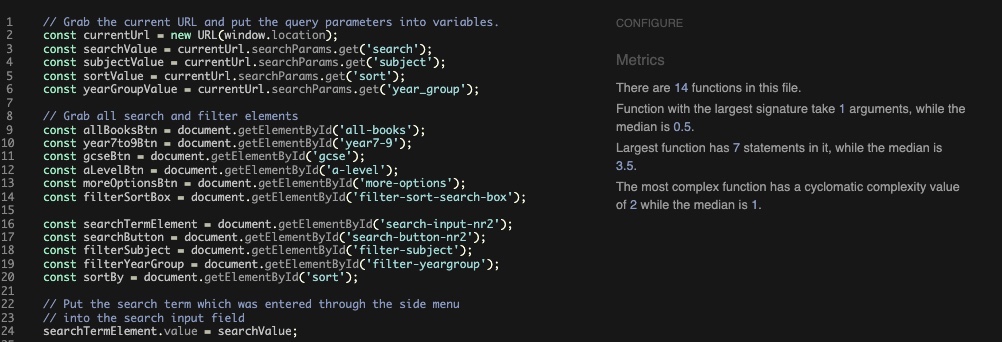 1 // Grab the current URL and put the query parameters into variables.
2 const currentUrl = new URL(window.location);
3 const searchValue = currentUrl.searchParams.get('search');
4 const subjectValue = currentUrl.searchParams.get('subject');
5 const sortValue = currentUrl.searchParams.get('sort');
6 const yearGroupValue = currentUrl.searchParams.get('year_group');
7
8 // Grab all search and filter elements
9 const allBooksBtn = document.getElementById('all-books');
10 const year7to9Btn = document.getElementById('year7-9');
11 const gcseBtn = document.getElementById('gcse');
12 const aLevelBtn = document.getElementById('a-level');
13 const moreOptionsBtn = document.getElementById('more-options');
14 const filterSortBox = document.getElementById('filter-sort-search-box');
15
16 const searchTermElement = document.getElementById('search-input-nr2');
17 const searchButton = document.getElementById('search-button-nr2');
18 const filterSubject = document.getElementById('filter-subject');
19 const filterYearGroup = document.getElementById('filter-yeargroup');
20 const sortBy = document.getElementById('sort');
21
22 // Put the search term which was entered through the side menu
23 // into the search input field
24 searchTermElement.value = searchValue;
CONFIGURE
Metrics
There are 14 functions in this file.
Function with the largest signature take 1 arguments, while the
median is 0.5.
Largest function has 7 statements in it, while the median is
3.5.
The most complex function has a cyclomatic complexity value
of 2 while the median is 1.